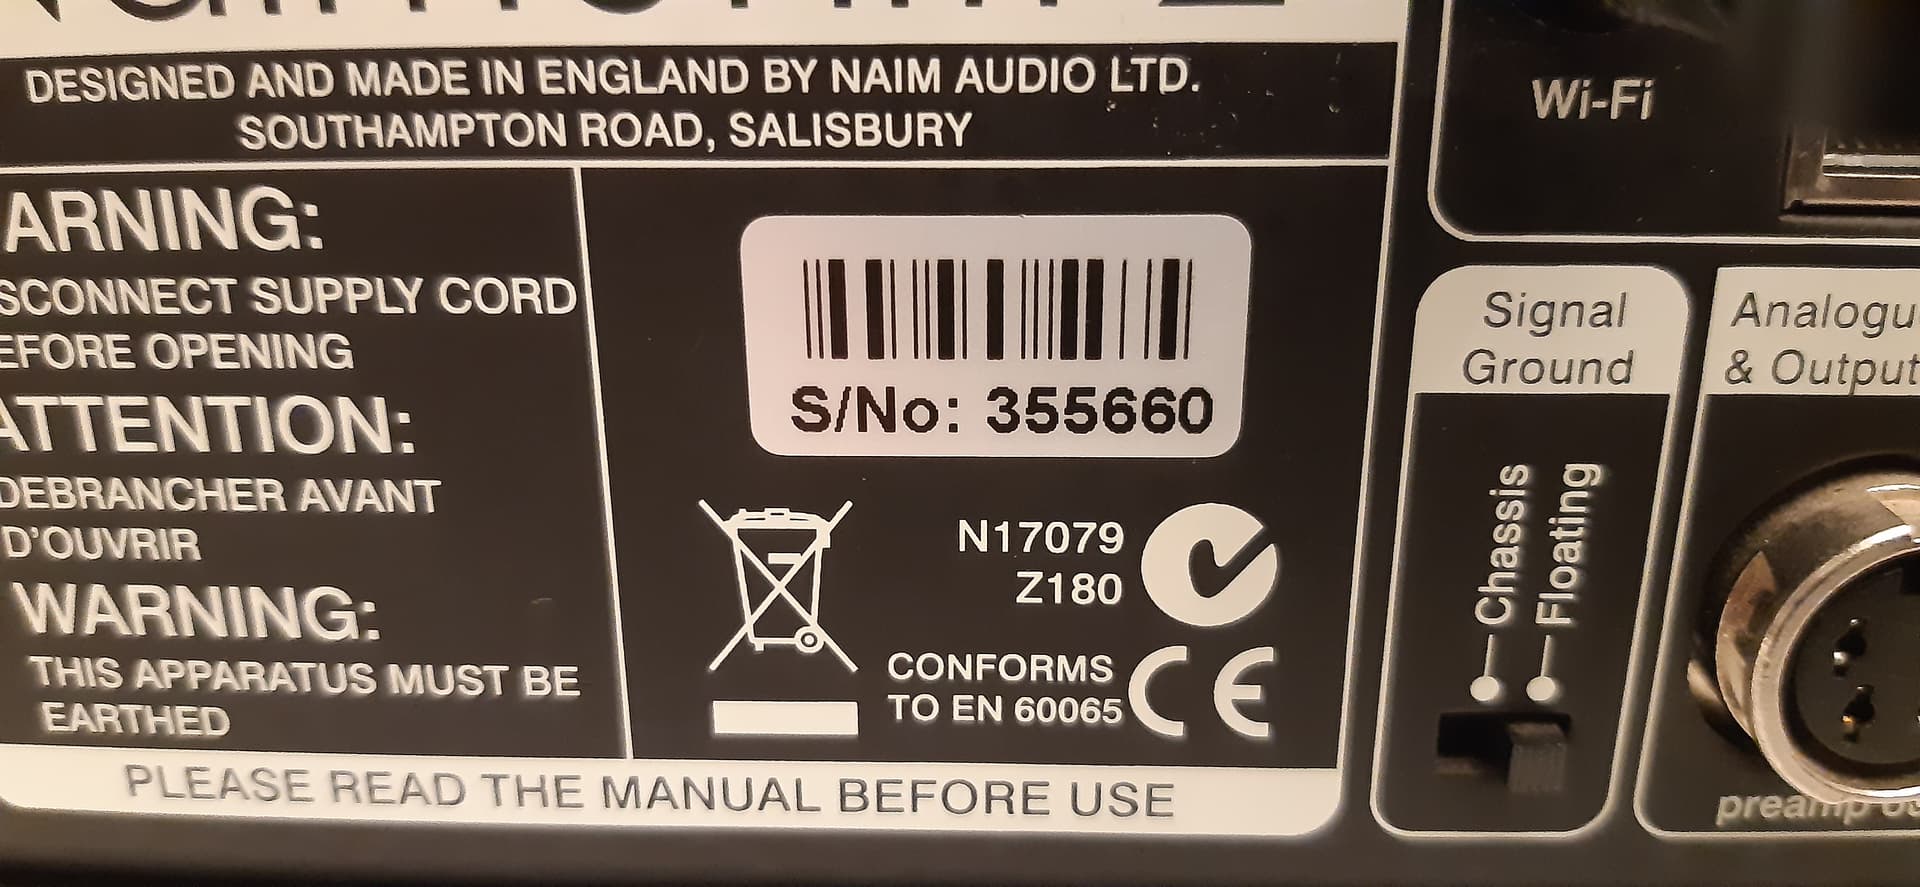 DESIGNED AND MADE IN ENGLAND BY NAIM AUDIO LTD.
SOUTHAMPTON ROAD, SALISBURY
ARNING:
SCONNECT SUPPLY CORD
EFORE OPENING
ATTENTION:
DEBRANCHER AVANT
D'OUVRIR
WARNING:
THIS APPARATUS MUST BE
EARTHED
S/No: 355660
N17079
Z180
CONFORMS
TO EN 60065
CE
PLEASE READ THE MANUAL BEFORE USE
Wi-Fi
Signal
Ground
Chassis
Floating
Analogu
& Output
preamp